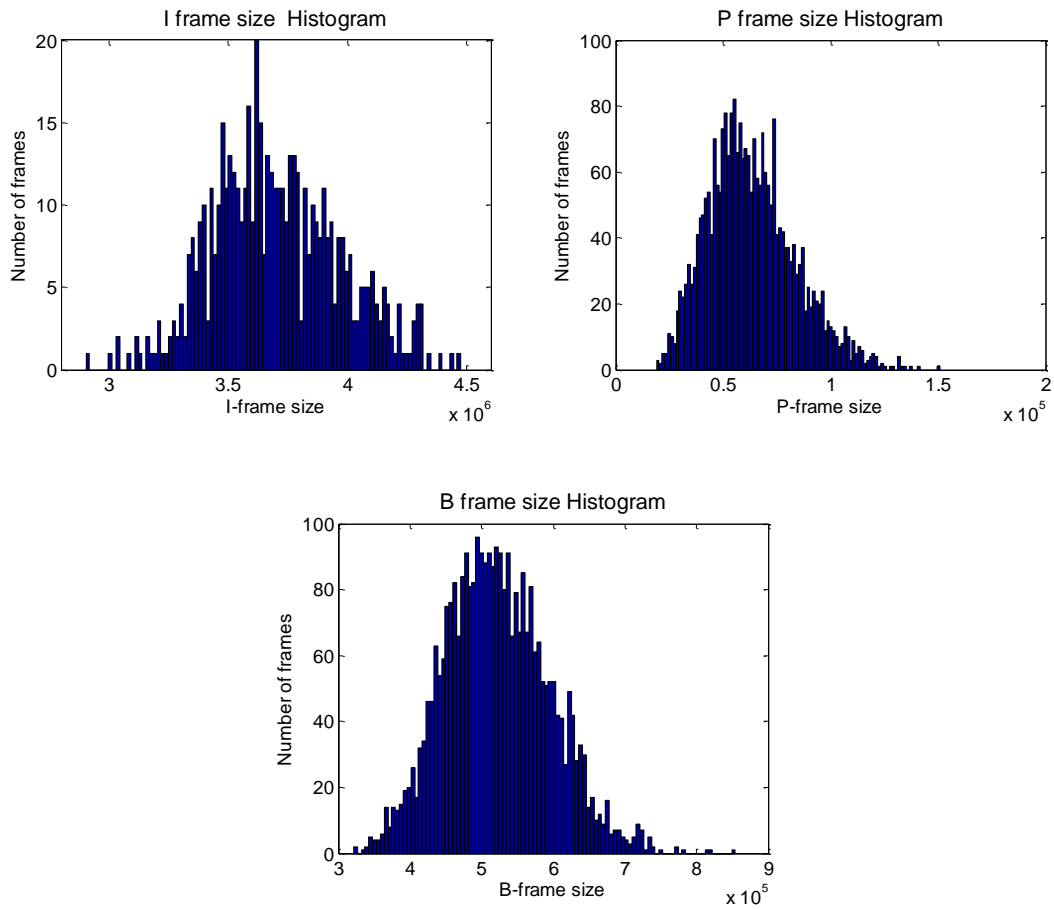 I frame size Histogram
20
15
10
5
0
Number of frames
3
3.5
4
4.5
x 10^6
I-frame size
P frame size Histogram
100
80
60
40
20
0
Number of frames
0
0.5
1
1.5
2
x 10^5
P-frame size
B frame size Histogram
100
80
60
40
20
0
Number of frames
3
4
5
6
7
8
9
x 10^5
B-frame size